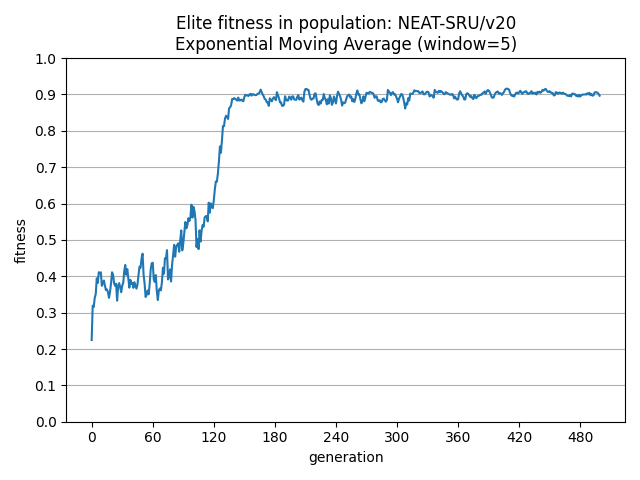 Elite fitness in population: NEAT-SRU/v20
Exponential Moving Average (window=5)
1.0
0.9
0.8
0.7
0.6
0.5
0.4
0.3
0.2
0.1
0.0
fitness
0 60 120 180 240 300 360 420 480
generation